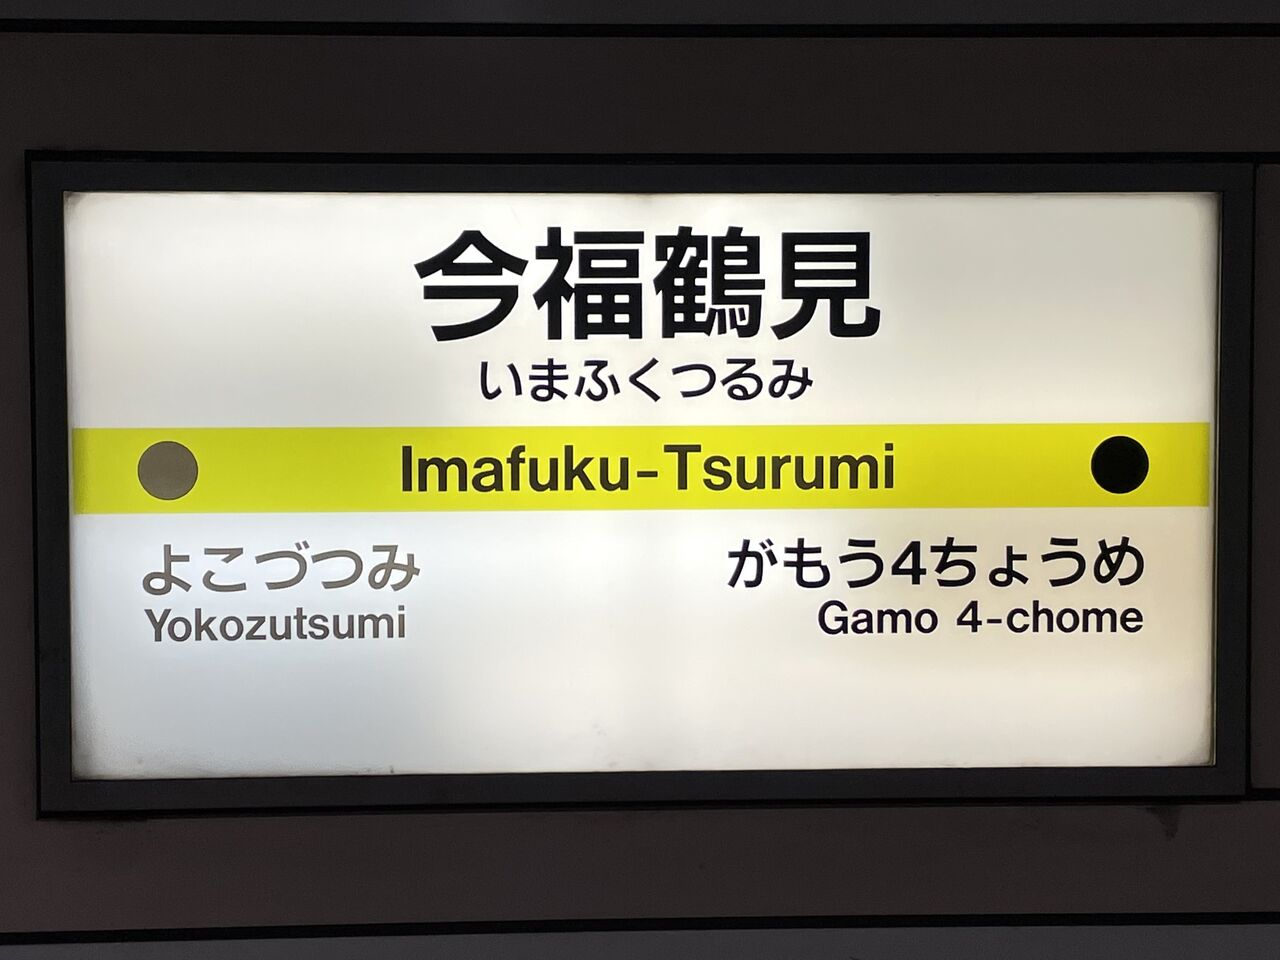 今福鶴見
いまふくつるみ
Imafuku-Tsurumi
よこづつみ
Yokozutsumi
がもう4ちょうめ
Gamo 4-chome